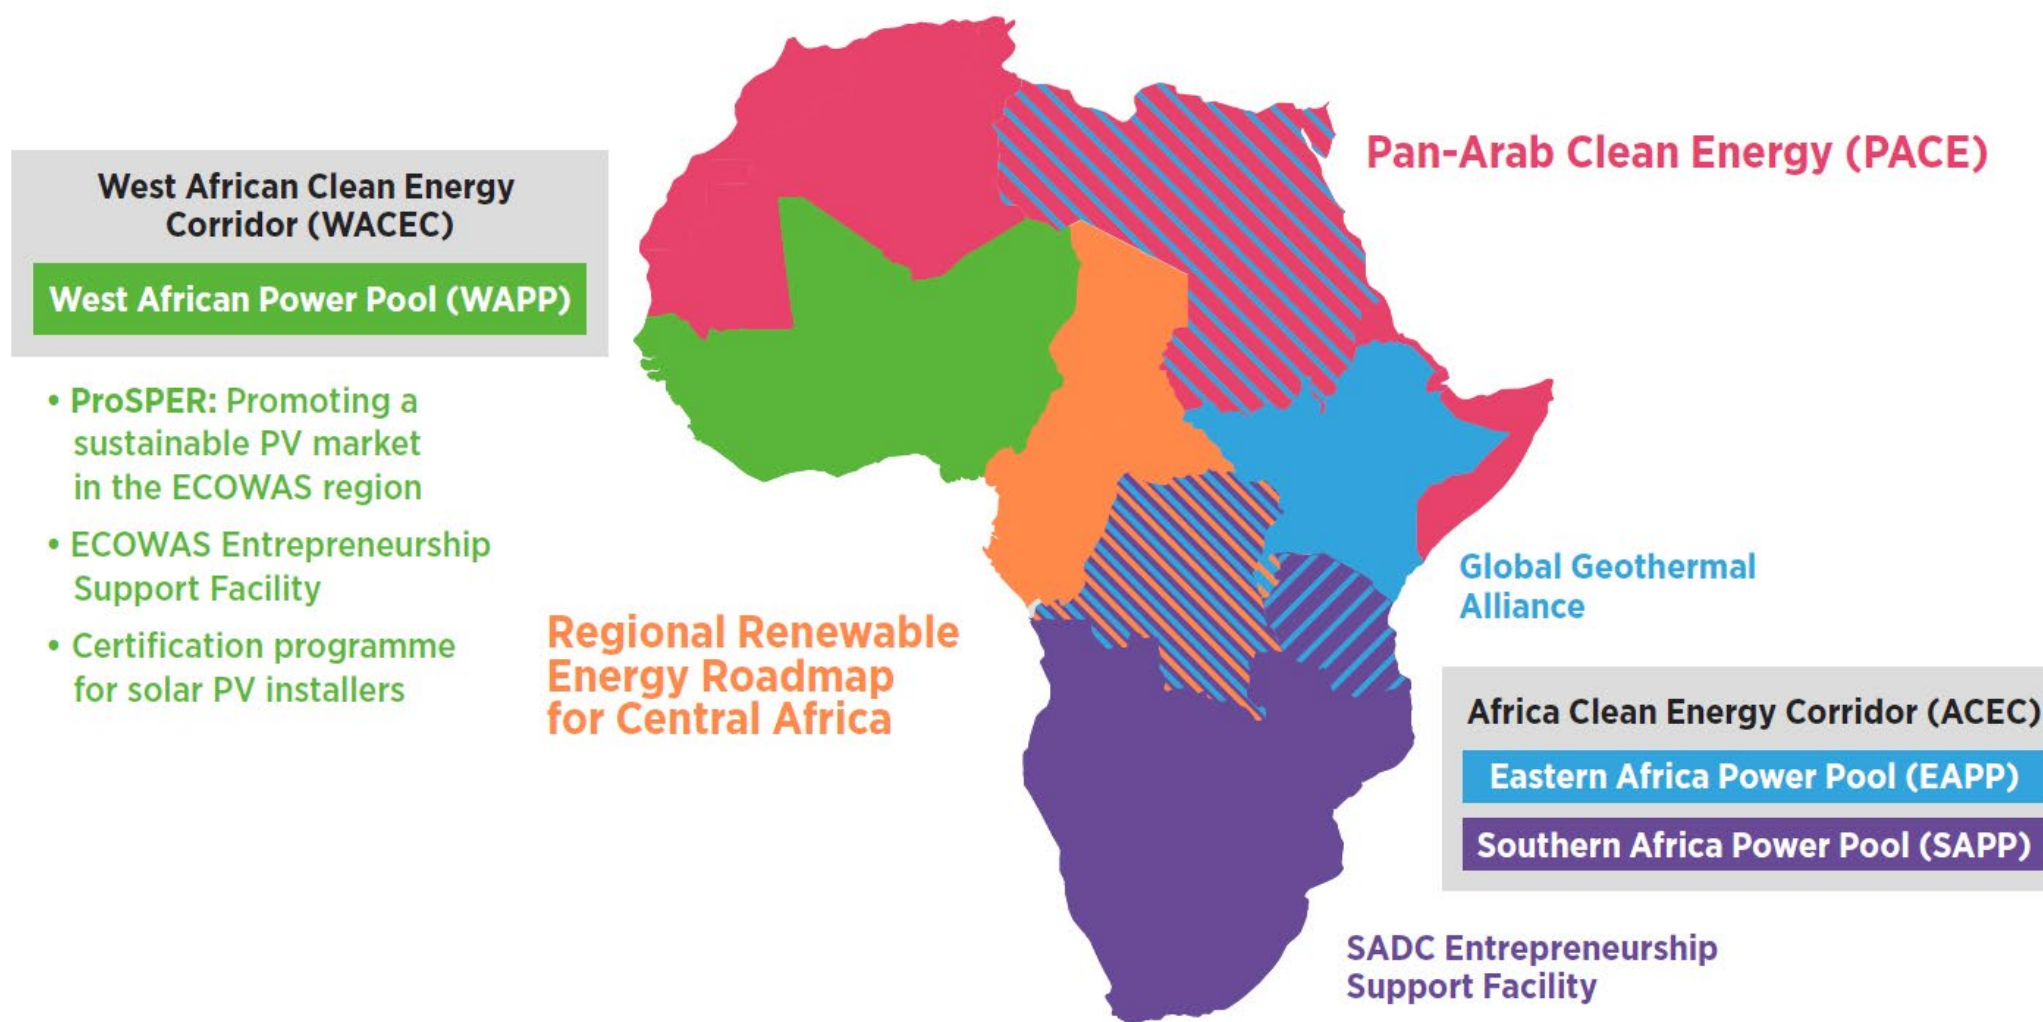 West African Clean Energy
Corridor (WACEC)
West African Power Pool (WAPP)
• ProSPER: Promoting a
sustainable PV market
in the ECOWAS region
• ECOWAS Entrepreneurship
Support Facility
• Certification programme
for solar PV installers
Regional Renewable
Energy Roadmap
for Central Africa
Pan-Arab Clean Energy (PACE)
Global Geothermal
Alliance
Africa Clean Energy Corridor (ACEC)
Eastern Africa Power Pool (EAPP)
Southern Africa Power Pool (SAPP)
SADC Entrepreneurship
Support Facility